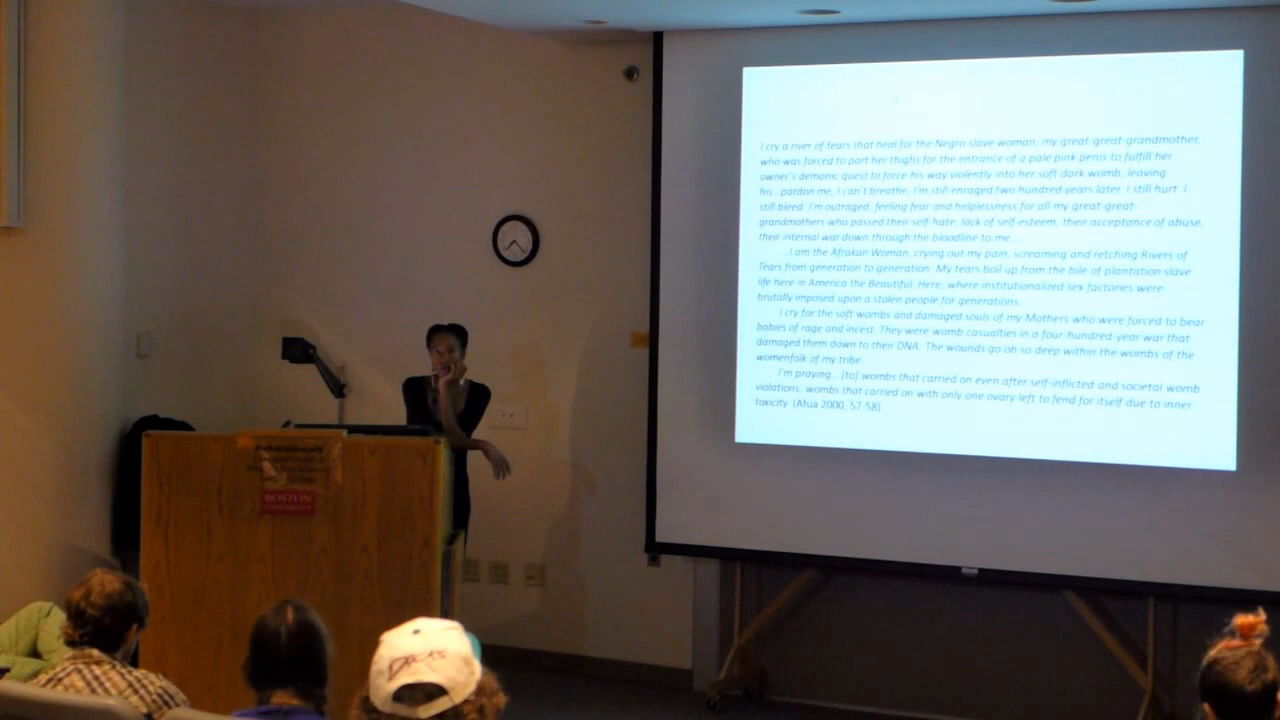 I cry a river of tears that heal for the Negro slave woman, my great-great-grandmother,
who was forced to part her thighs for the entrance of a pale pink penis to fulfill her
owner's demonic quest to force his way violently into her soft dark womb, leaving
his...pardon me, I can't breathe. I'm still enraged two hundred years later. I still hurt. I
still bleed. I'm outraged, feeling fear and helplessness for all my great-great-
grandmothers who passed their self-hate, lack of self-esteem, their acceptance of abuse,
their internal war down through the bloodline to me....
...I am the Afrakan Woman, crying out my pain, screaming and retching Rivers of
Tears from generation to generation. My tears boil up from the bile of plantation slave
life here in America the Beautiful. Here, where institutionalized sex factories were
brutally imposed upon a stolen people for generations.
I cry for the soft wombs and damaged souls of my Mothers who were forced to bear
babies of rage and incest. They were womb casualties in a four-hundred-year war that
damaged them down to their DNA. The wounds go oh so deep within the wombs of the
womenfolk of my tribe.
I'm praying... [to] wombs that carried on even after self-inflicted and societal womb
violations, wombs that carried on with only one ovary left to fend for itself due to inner
toxicity. (Afua 2000, 57-58)
BOSTON
UNIVERSITY